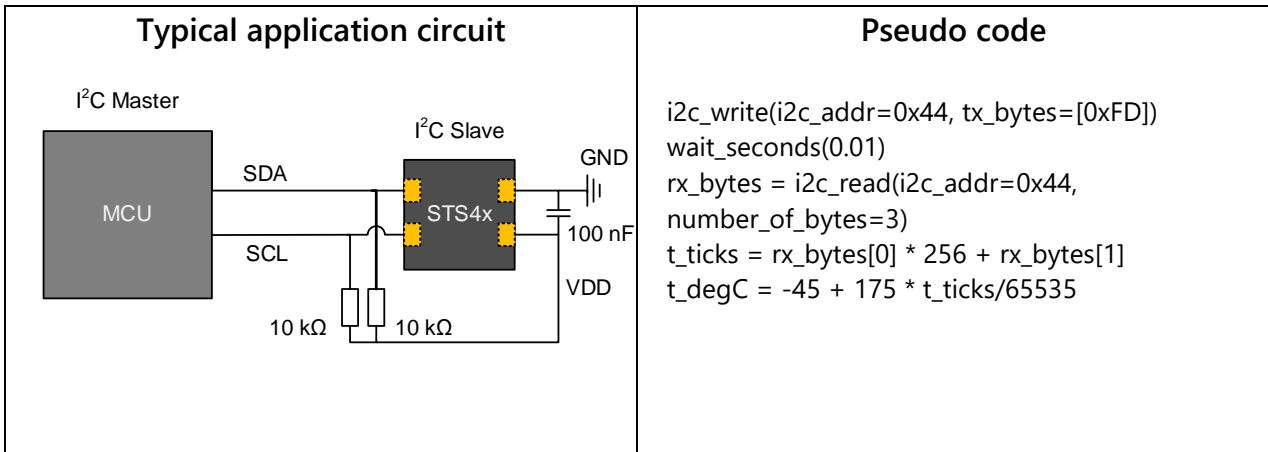 Typical application circuit
I²C Master
I²C Slave
GND
SDA
MCU
STS4x
100 nF
SCL
VDD
10 kΩ
10 kΩ
Pseudo code
i2c_write(i2c_addr=0x44, tx_bytes=[0xFD])
wait_seconds(0.01)
rx_bytes = i2c_read(i2c_addr=0x44,
number_of_bytes=3)
t_ticks = rx_bytes[0] * 256 + rx_bytes[1]
t_degC = -45 + 175 * t_ticks/65535